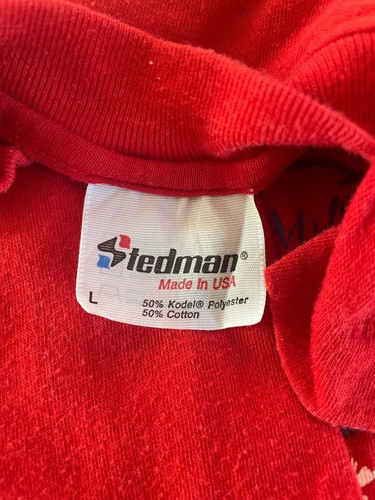 Stedman®
Made In USA
L
50% Kodel® Polyester
50% Cotton